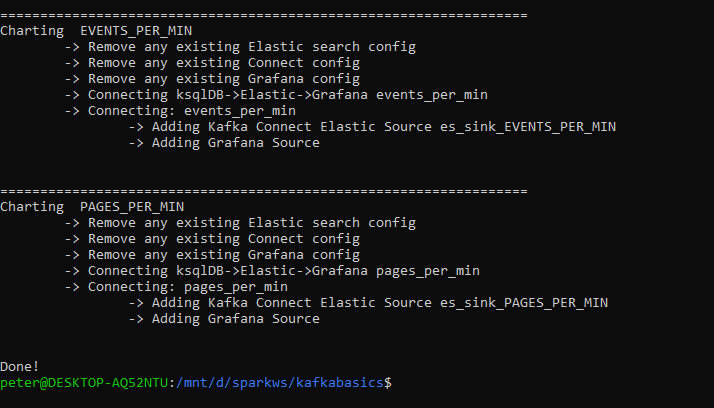 ==================================================================
Charting  EVENTS_PER_MIN
-> Remove any existing Elastic search config
-> Remove any existing Connect config
-> Remove any existing Grafana config
-> Connecting ksqlDB->Elastic->Grafana events_per_min
-> Connecting: events_per_min
-> Adding Kafka Connect Elastic Source es_sink_EVENTS_PER_MIN
-> Adding Grafana Source
==================================================================
Charting  PAGES_PER_MIN
-> Remove any existing Elastic search config
-> Remove any existing Connect config
-> Remove any existing Grafana config
-> Connecting ksqlDB->Elastic->Grafana pages_per_min
-> Connecting: pages_per_min
-> Adding Kafka Connect Elastic Source es_sink_PAGES_PER_MIN
-> Adding Grafana Source
Done!
peter@DESKTOP-AQ52NTU:/mnt/d/sparkws/kafkabasics$